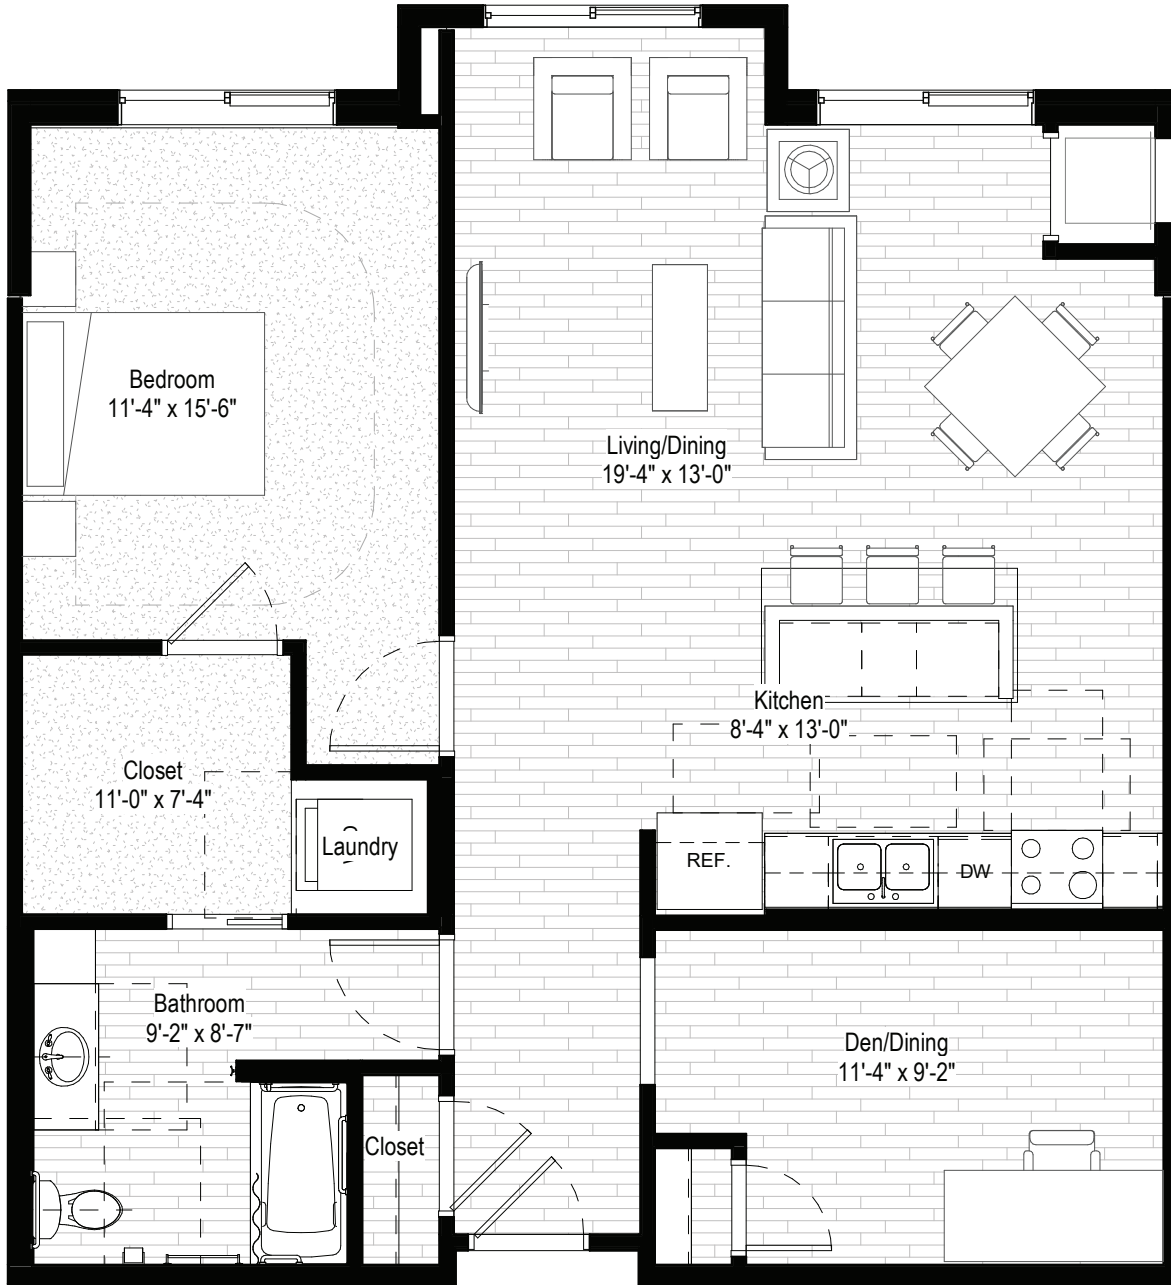 Bedroom
11'-4" x 15'-6"
Living/Dining
19'-4" x 13'-0"
Kitchen
8'-4" x 13'-0"
Closet
11'-0" x 7'-4"
Laundry
REF.
DW
Bathroom
9'-2" x 8'-7"
Den/Dining
11'-4" x 9'-2"
Closet